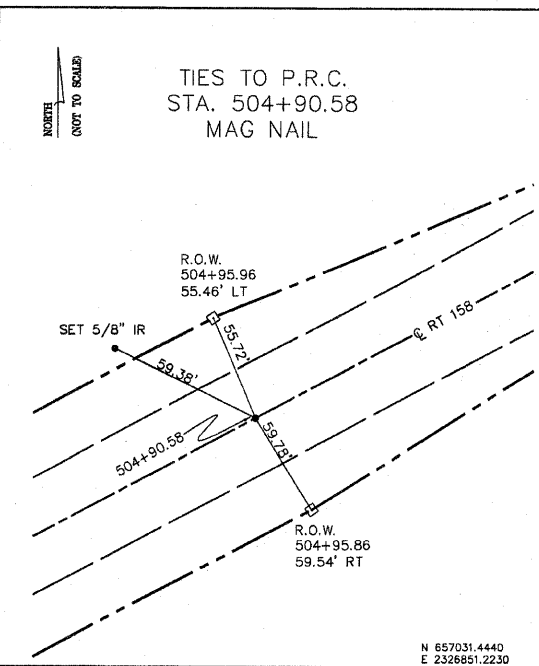 NORTH
(NOT TO SCALE)
TIES TO P.R.C.
STA. 504+90.58
MAG NAIL
R.O.W.
504+95.96
55.46' LT
SET 5/8" IR
55.72'
59.38'
℄ RT 158
504+90.58
59.78'
R.O.W.
504+95.86
59.54' RT
N 657031.4440
E 2326851.2230